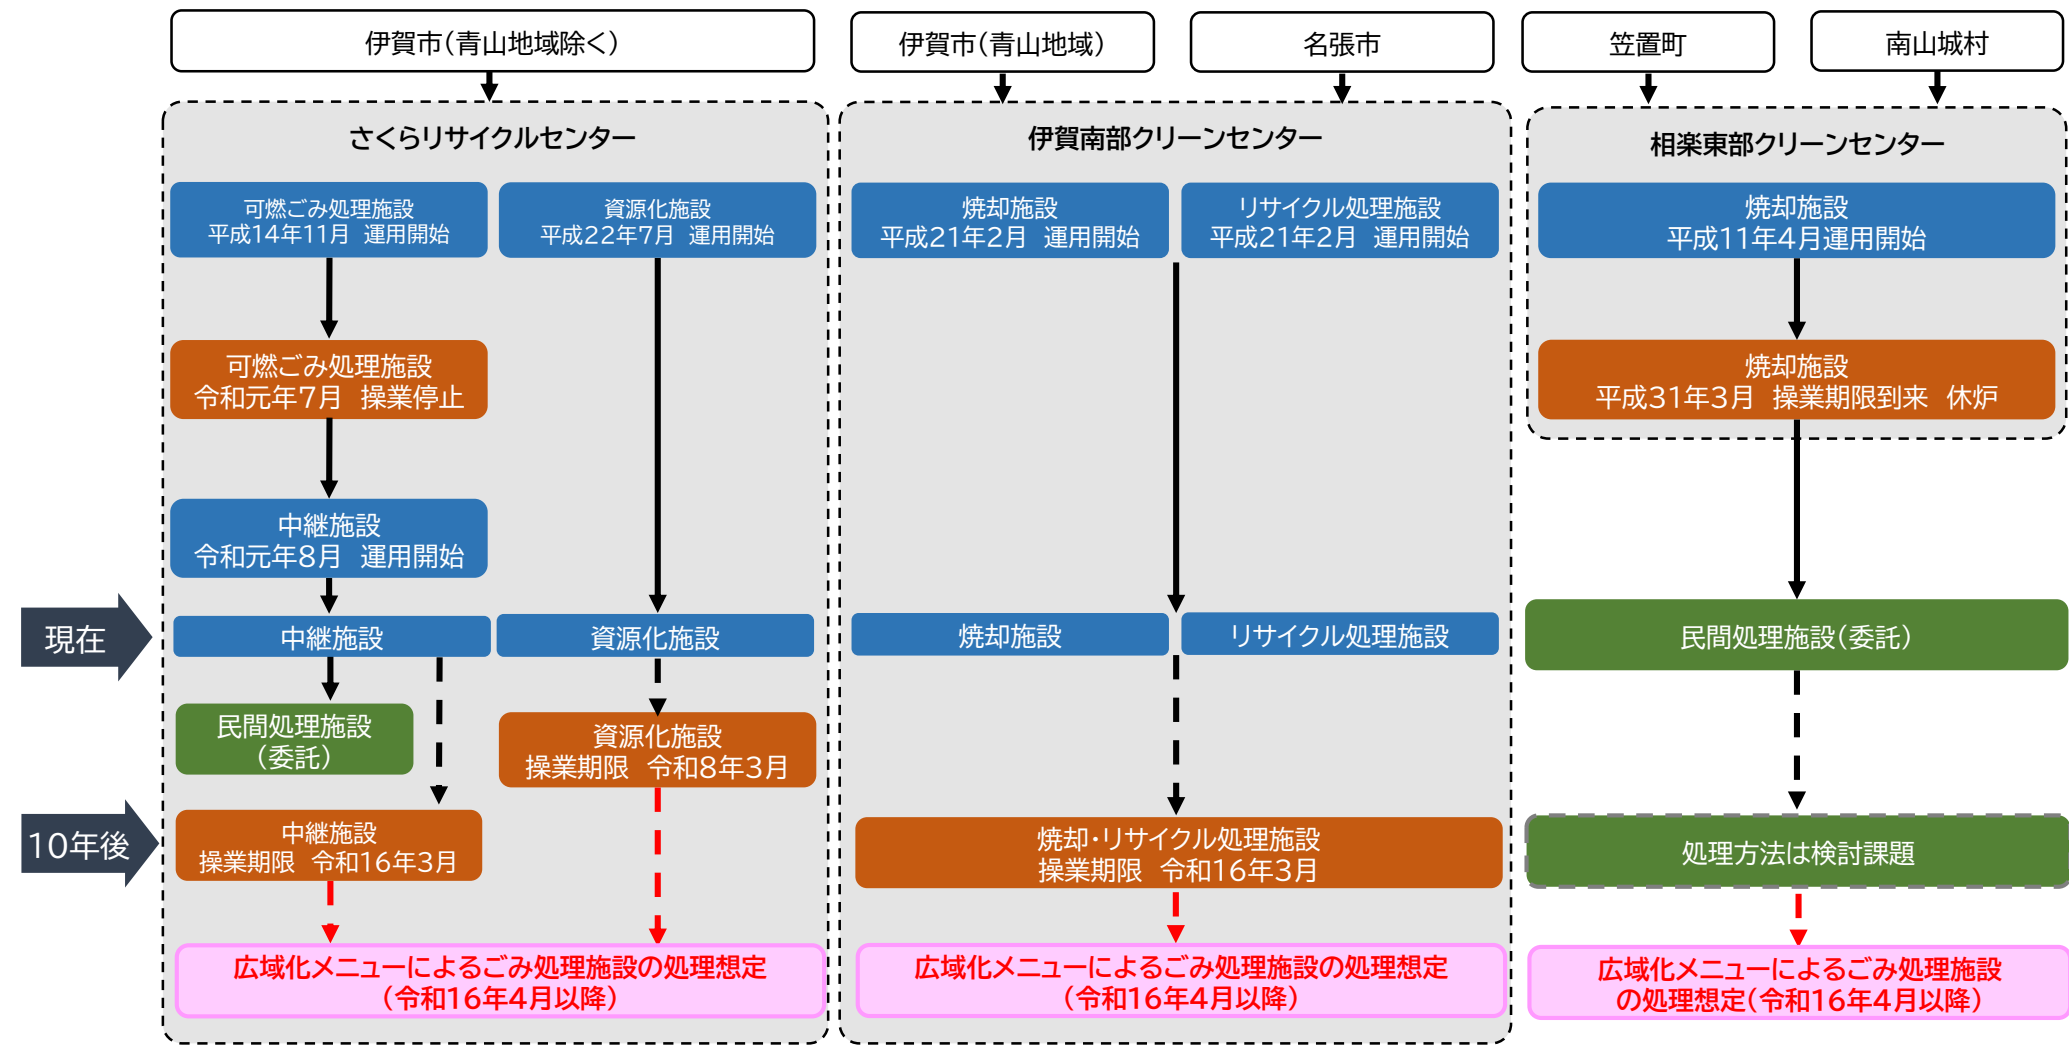 伊賀市（青山地域除く）
伊賀市（青山地域）
名張市
笠置町
南山城村
さくらリサイクルセンター
可燃ごみ処理施設
平成14年11月　運用開始
資源化施設
平成22年7月　運用開始
可燃ごみ処理施設
令和元年7月　操業停止
中継施設
令和元年8月　運用開始
現在
中継施設
資源化施設
民間処理施設
（委託）
資源化施設
操業期限　令和8年3月
10年後
中継施設
操業期限　令和16年3月
広域化メニューによるごみ処理施設の処理想定
（令和16年4月以降）
伊賀南部クリーンセンター
焼却施設
平成21年2月　運用開始
リサイクル処理施設
平成21年2月　運用開始
焼却施設
リサイクル処理施設
焼却・リサイクル処理施設
操業期限　令和16年3月
広域化メニューによるごみ処理施設の処理想定
（令和16年4月以降）
相楽東部クリーンセンター
焼却施設
平成11年4月運用開始
焼却施設
平成31年3月　操業期限到来　休炉
民間処理施設（委託）
処理方法は検討課題
広域化メニューによるごみ処理施設
の処理想定（令和16年4月以降）